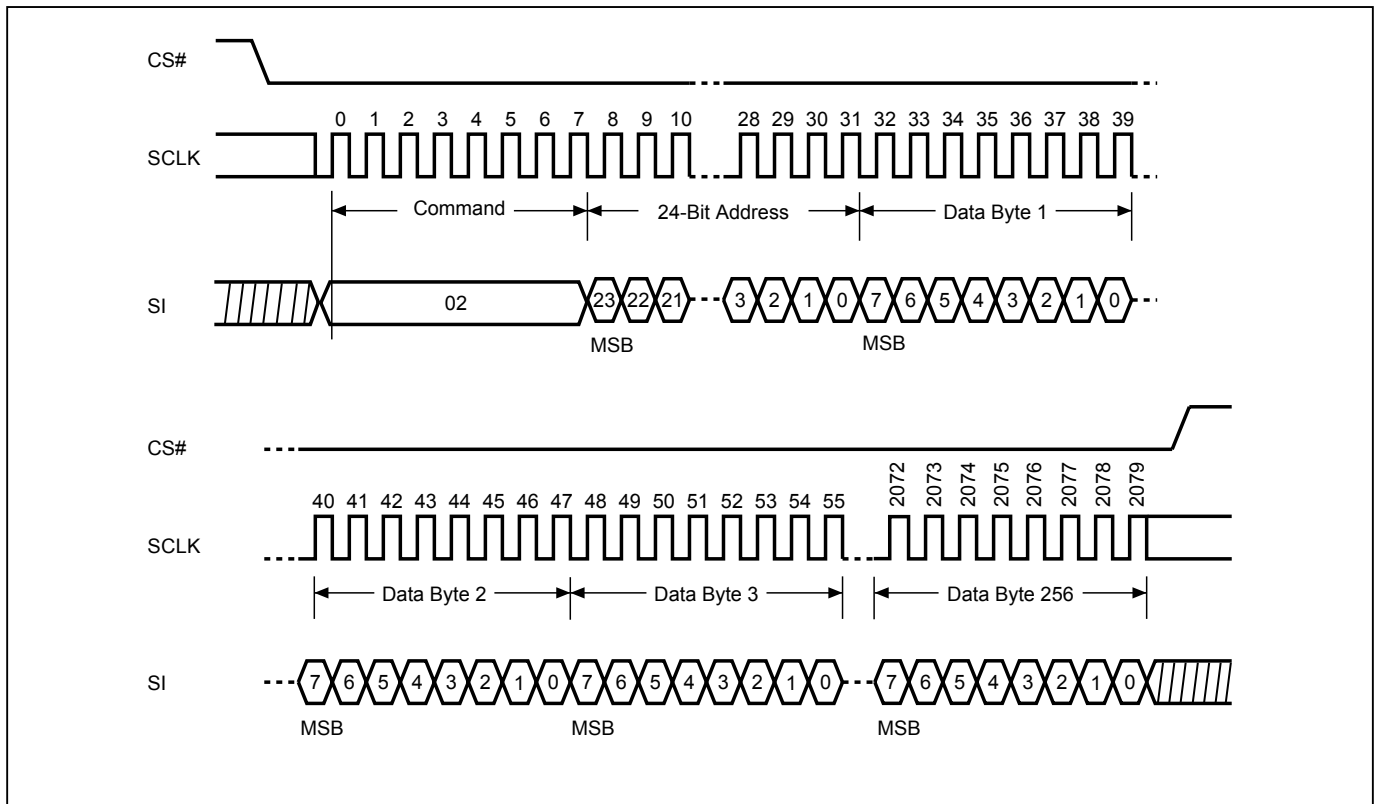 CS#
0 1 2 3 4 5 6 7 8 9 10 28 29 30 31 32 33 34 35 36 37 38 39
SCLK
Command 24-Bit Address Data Byte 1
SI 02 23 22 21 3 2 1 0 7 6 5 4 3 2 1 0
MSB MSB
CS#
2072 2073 2074 2075 2076 2077 2078 2079
40 41 42 43 44 45 46 47 48 49 50 51 52 53 54 55
SCLK
Data Byte 2 Data Byte 3 Data Byte 256
SI 7 6 5 4 3 2 1 0 7 6 5 4 3 2 1 0 7 6 5 4 3 2 1 0
MSB MSB MSB